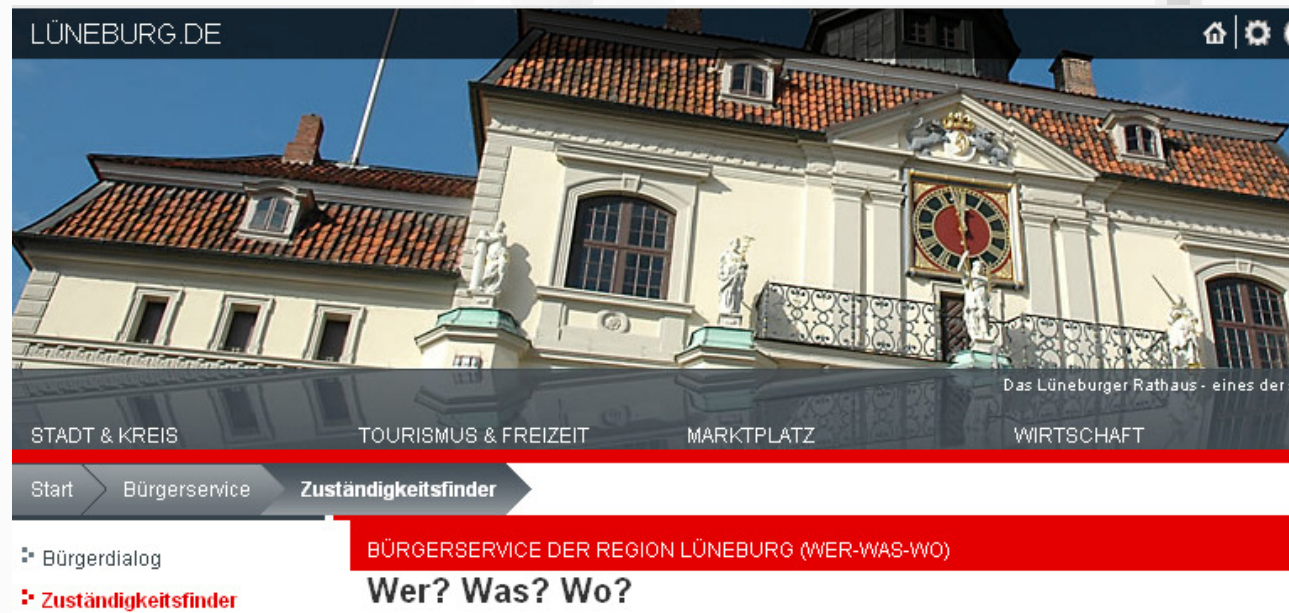 LÜNEBURG.DE
Das Lüneburger Rathaus - eines der
STADT & KREIS TOURISMUS & FREIZEIT MARKTPLATZ WIRTSCHAFT
Start Bürgerservice Zuständigkeitsfinder
Bürgerdialog
Zuständigkeitsfinder
BÜRGERSERVICE DER REGION LÜNEBURG (WER-WAS-WO)
Wer? Was? Wo?